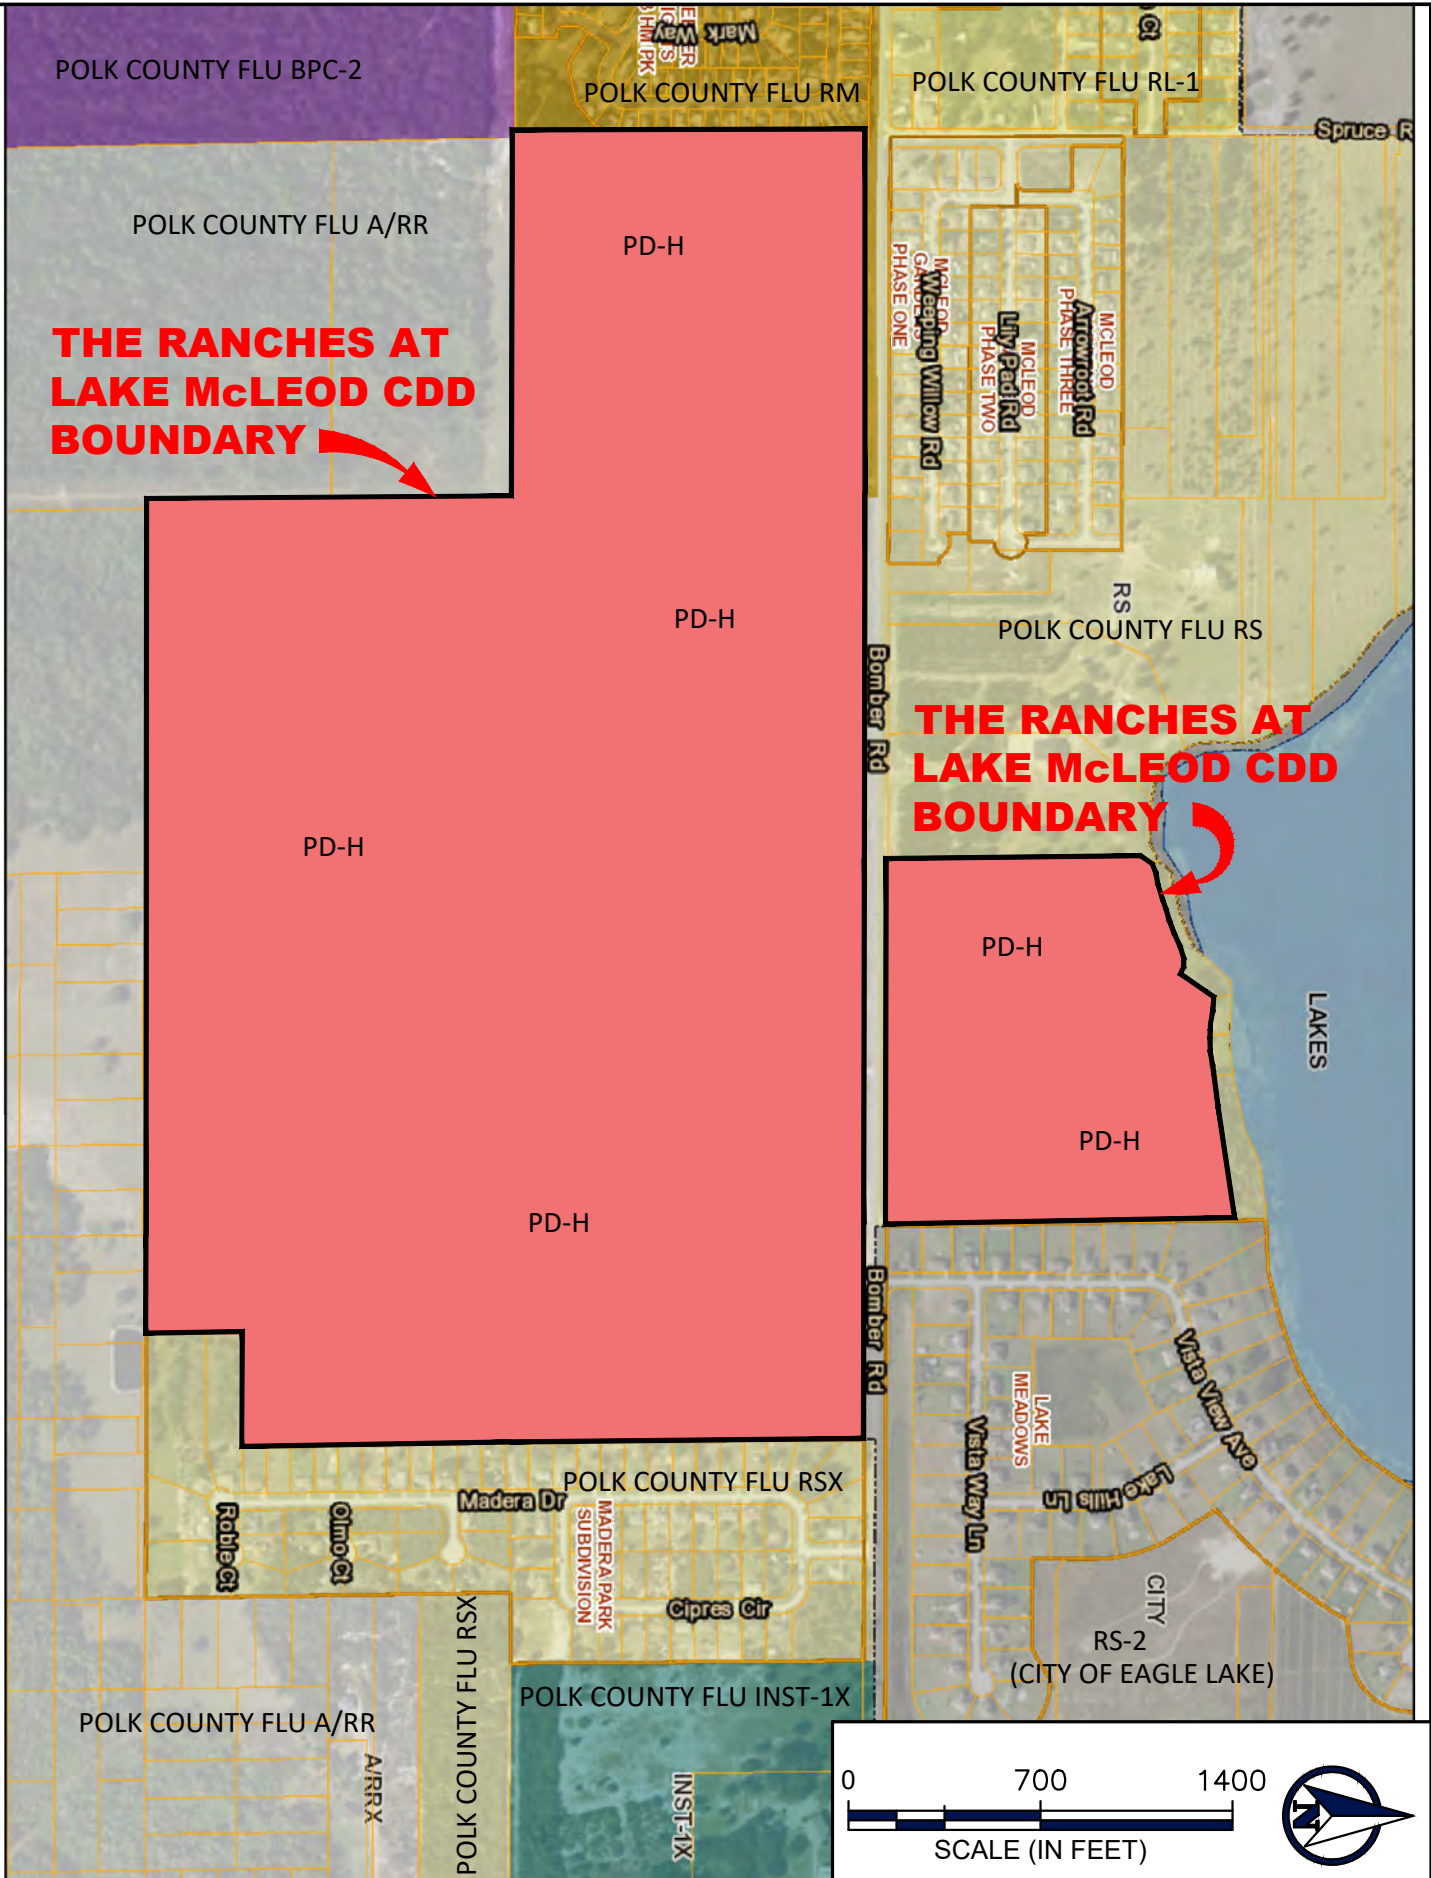 POLK COUNTY FLU BPC-2
Mark Way
HM PK
POLK COUNTY FLU RM
POLK COUNTY FLU RL-1
Ct
Spruce R
POLK COUNTY FLU A/RR
PD-H
THE RANCHES AT
LAKE McLEOD CDD
BOUNDARY
MCLEOD
PHASE ONE
Weeping Willow Rd
MCLEOD
PHASE TWO
Lily Pad Rd
MCLEOD
PHASE THREE
Arrowroot Rd
RS
POLK COUNTY FLU RS
PD-H
Bomber Rd
THE RANCHES AT
LAKE McLEOD CDD
BOUNDARY
PD-H
PD-H
LAKES
PD-H
PD-H
Bomber Rd
Vista View Ave
LAKE
MEADOWS
Vista Way Ln
Lake Hills Ln
POLK COUNTY FLU RSX
Madera Dr
Roble Ct
Olmo Ct
MADERA PARK
SUBDIVISION
Cipres Cir
CITY
RS-2
(CITY OF EAGLE LAKE)
POLK COUNTY FLU RSX
POLK COUNTY FLU INST-1X
POLK COUNTY FLU A/RR
A/RRX
INST-1X
0 700 1400
SCALE (IN FEET)
N